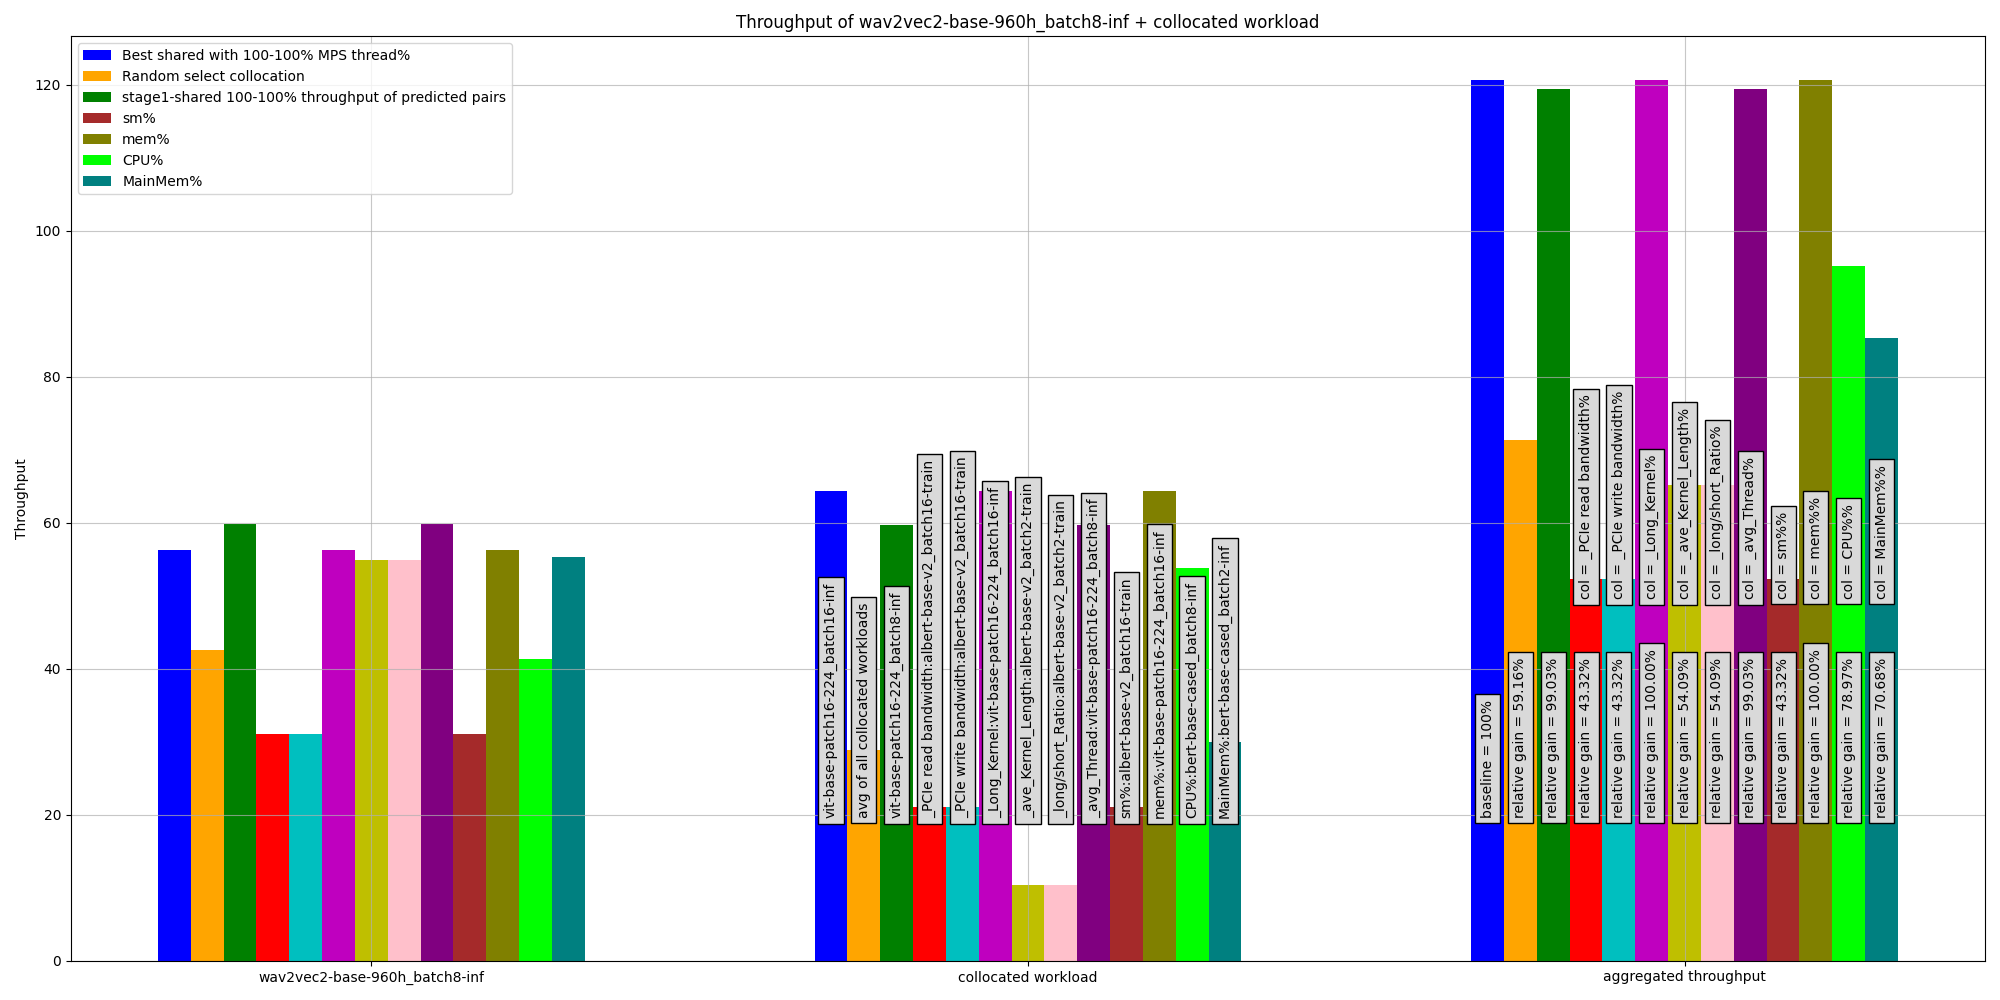 Throughput of wav2vec2-base-960h_batch8-inf + collocated workload
Best shared with 100-100% MPS thread%
Random select collocation
stage1-shared 100-100% throughput of predicted pairs
sm%
mem%
CPU%
MainMem%
Throughput
120
100
80
60
40
20
0
vit-base-patch16-224_batch16-inf
avg of all collocated workloads
vit-base-patch16-224_batch8-inf
_PCIe read bandwidth:albert-base-v2_batch16-train
_PCIe write bandwidth:albert-base-v2_batch16-train
_Long_Kernel:vit-base-patch16-224_batch16-inf
_ave_Kernel_Length:albert-base-v2_batch2-train
_long/short_Ratio:albert-base-v2_batch2-train
_avg_Thread:vit-base-patch16-224_batch8-inf
sm%:albert-base-v2_batch16-train
mem%:vit-base-patch16-224_batch16-inf
CPU%:bert-base-cased_batch8-inf
MainMem%:bert-base-cased_batch2-inf
col = _PCIe read bandwidth%
col = _PCIe write bandwidth%
col = _Long_Kernel%
col = _ave_Kernel_Length%
col = _long/short_Ratio%
col = _avg_Thread%
col = sm%%
col = mem%%
col = CPU%%
col = MainMem%%
baseline = 100%
relative gain = 59.16%
relative gain = 99.03%
relative gain = 43.32%
relative gain = 43.32%
relative gain = 100.00%
relative gain = 54.09%
relative gain = 54.09%
relative gain = 99.03%
relative gain = 43.32%
relative gain = 100.00%
relative gain = 78.97%
relative gain = 70.68%
wav2vec2-base-960h_batch8-inf
collocated workload
aggregated throughput